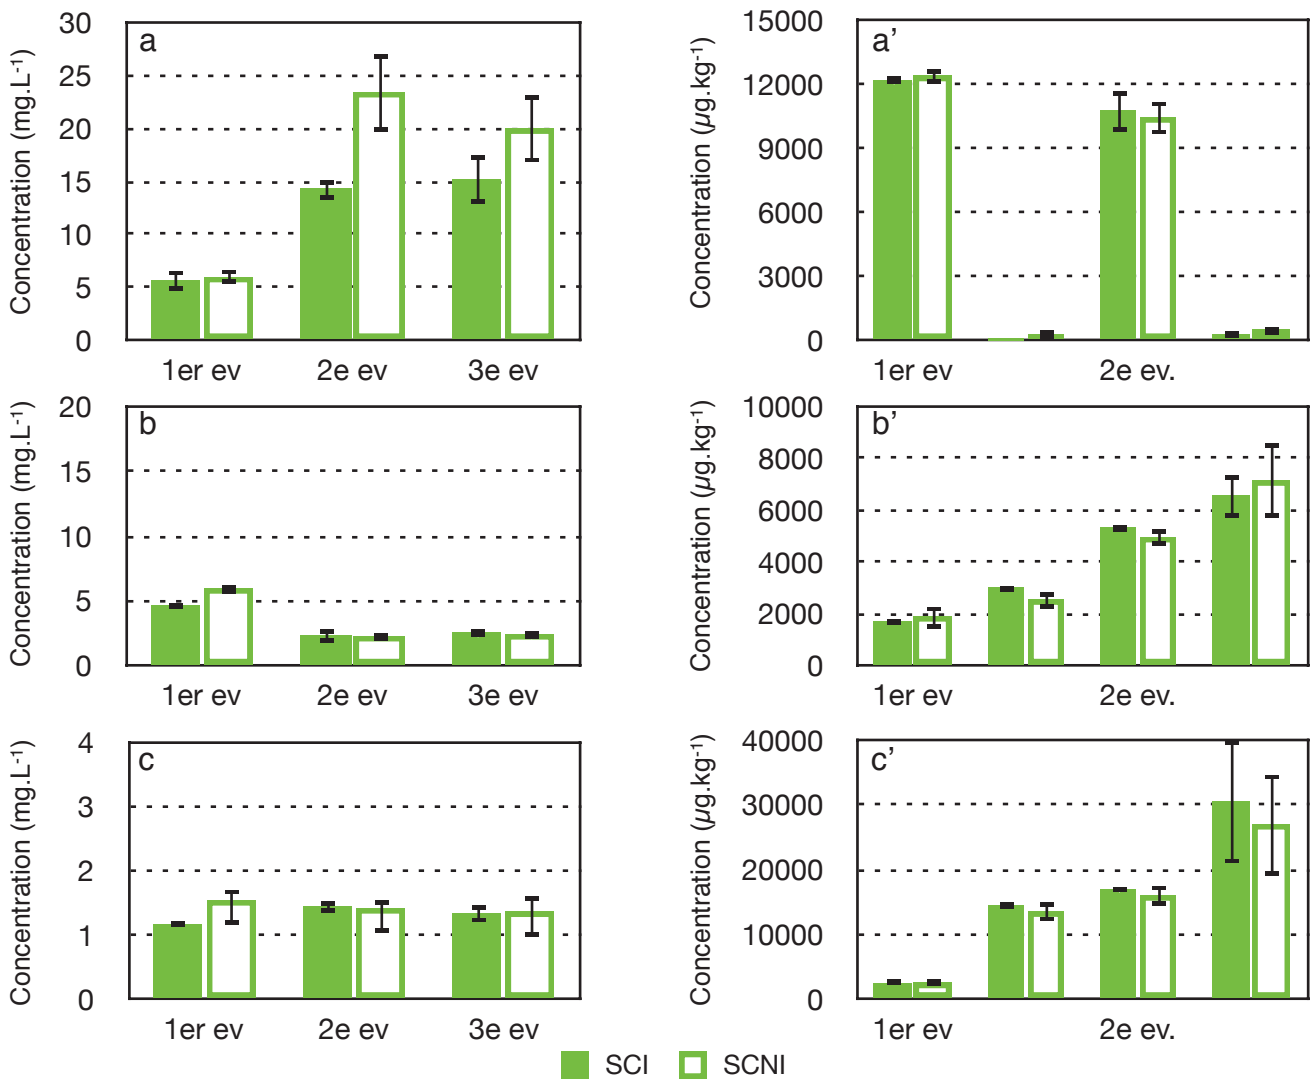 a
Concentration (mg.L⁻¹)
30
25
20
15
10
5
0
1er ev 2e ev 3e ev
a’
Concentration (µg.kg⁻¹)
15000
12000
9000
6000
3000
0
1er ev 2e ev.
b
Concentration (mg.L⁻¹)
20
15
10
5
0
1er ev 2e ev 3e ev
b’
Concentration (µg.kg⁻¹)
10000
8000
6000
4000
2000
0
1er ev 2e ev.
c
Concentration (mg.L⁻¹)
4
3
2
1
0
1er ev 2e ev 3e ev
c’
Concentration (µg.kg⁻¹)
40000
30000
20000
10000
0
1er ev 2e ev.
SCI SCNI